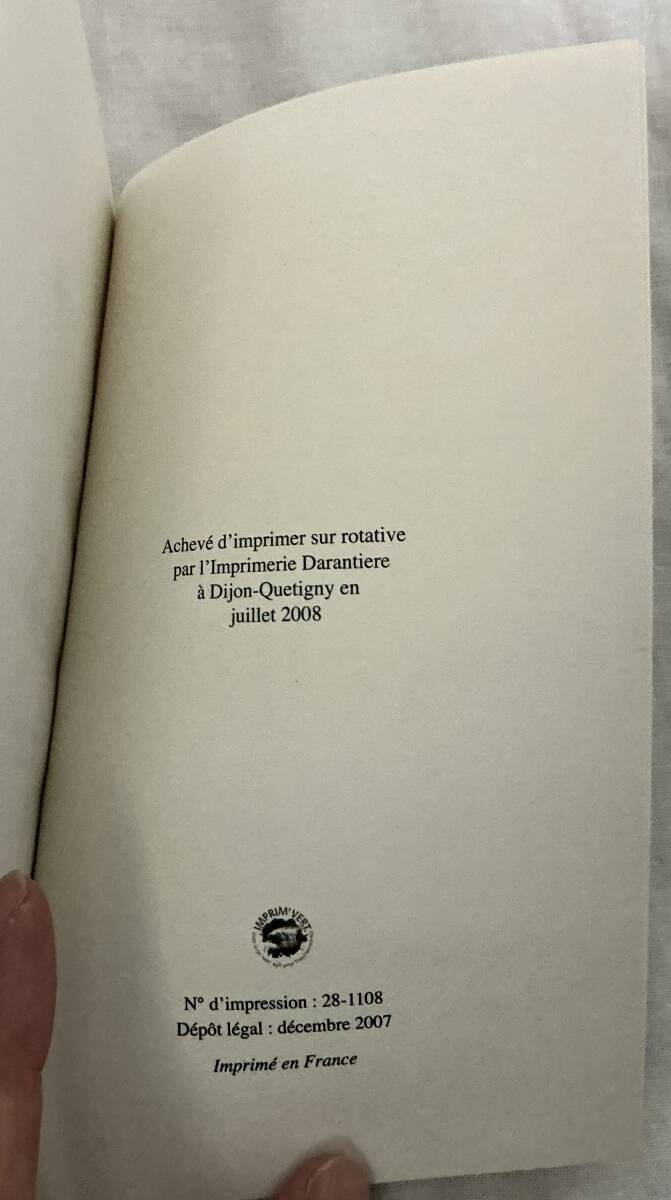 Achevé d'imprimer sur rotative
par l'Imprimerie Darantiere
à Dijon-Quetigny en
juillet 2008
IMPRIM'VERT
N° d'impression : 28-1108
Dépôt légal : décembre 2007
Imprimé en France